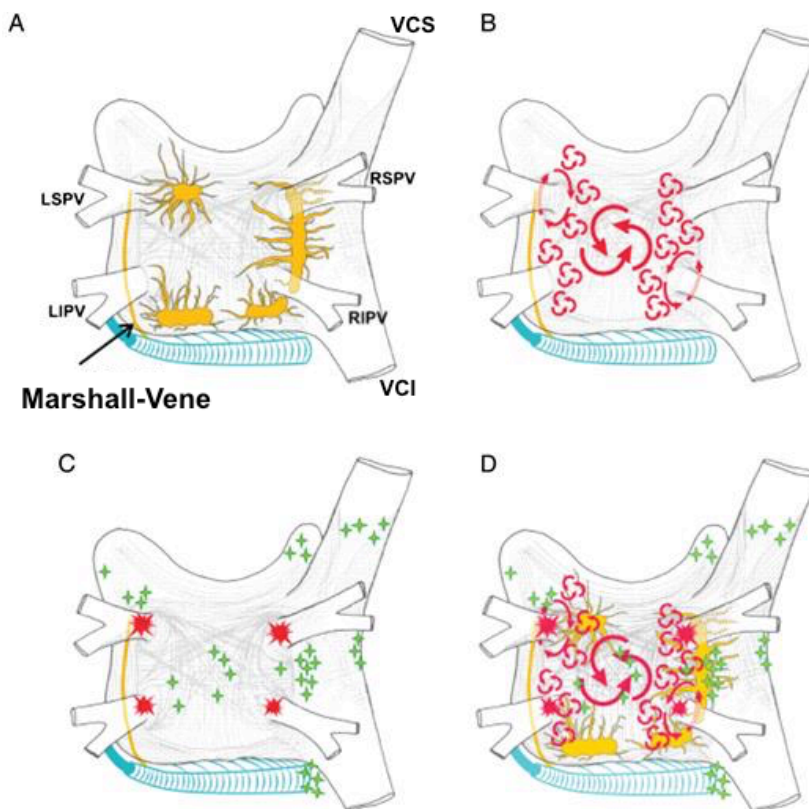 A
VCS
B
LSPV
RSPV
LIPV
RIPV
Marshall-Vene
VCI
C
D